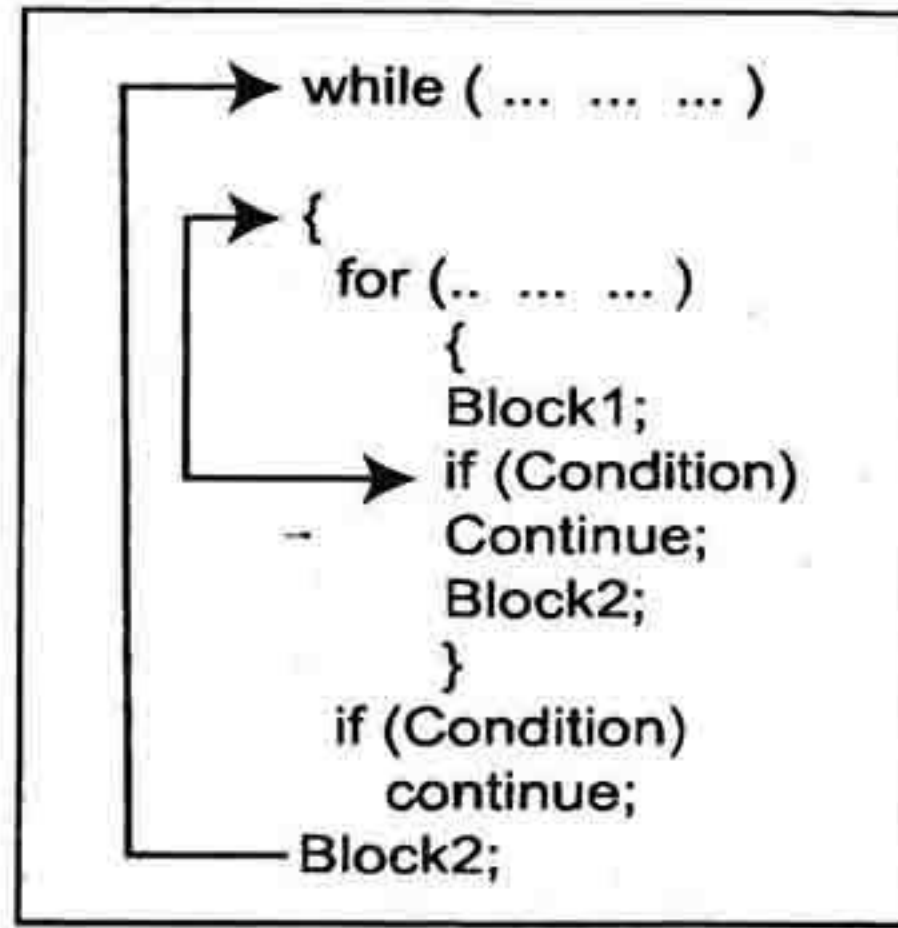 while ( ... ... ... )
{
for (.. ... ... )
{
Block1;
if (Condition)
Continue;
Block2;
}
if (Condition)
continue;
Block2;